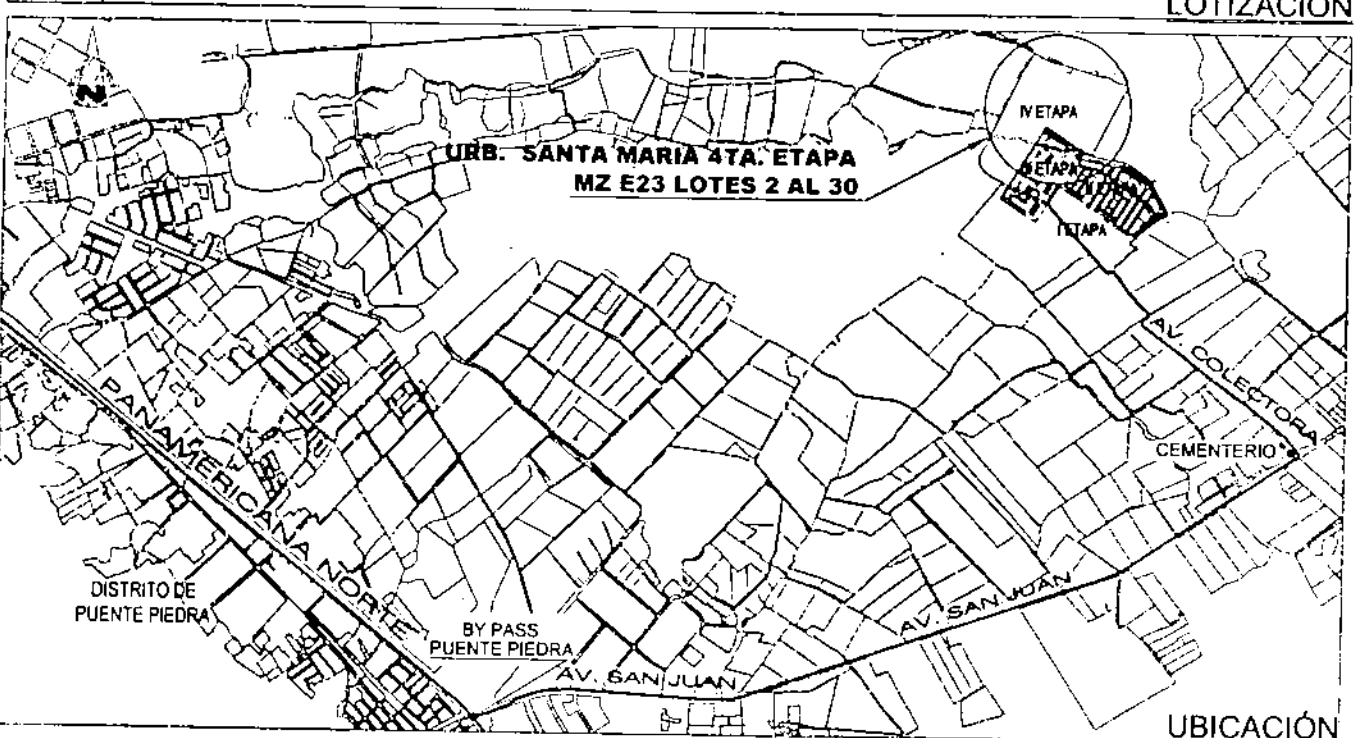 LOTIZACIÓN
N
IV ETAPA
URB. SANTA MARIA 4TA. ETAPA
MZ E23 LOTES 2 AL 30
ETAPA
I ETAPA
AV. COLECTORA
CEMENTERIO
PANAMERICANA NORTE
DISTRITO DE
PUENTE PIEDRA
BY PASS
PUENTE PIEDRA
AV. SAN JUAN
AV. SAN JUAN
UBICACIÓN